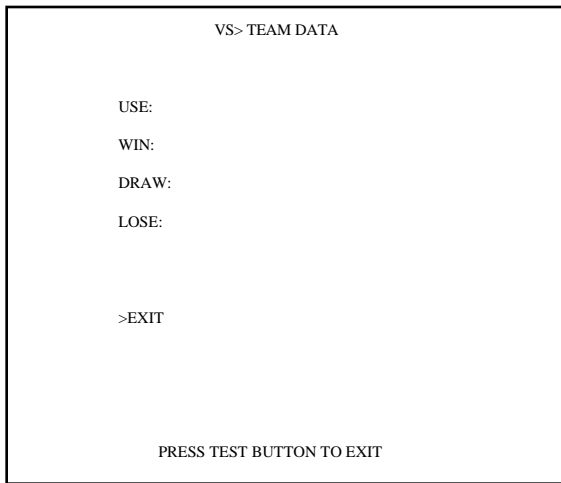 VS> TEAM DATA
USE:
WIN:
DRAW:
LOSE:
>EXIT
PRESS TEST BUTTON TO EXIT